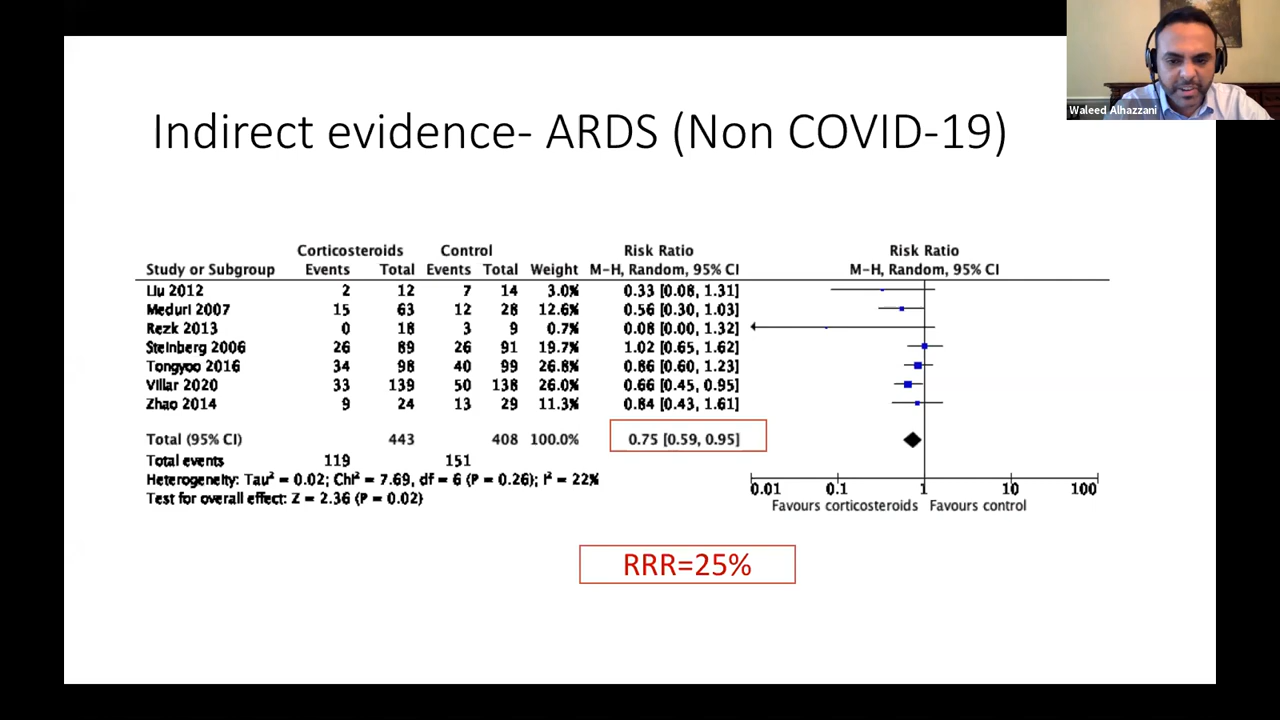 Waleed Alhazzani
Indirect evidence- ARDS (Non COVID-19)
Corticosteroids Control Risk Ratio Risk Ratio
Study or Subgroup Events Total Events Total Weight M-H, Random, 95% CI M-H, Random, 95% CI
Liu 2012 2 12 7 14 3.0% 0.33 [0.08, 1.31]
Meduri 2007 15 63 12 28 12.6% 0.56 [0.30, 1.03]
Rezk 2013 0 18 3 9 0.7% 0.08 [0.00, 1.32]
Steinberg 2006 26 89 26 91 19.7% 1.02 [0.65, 1.62]
Tongyoo 2016 34 98 40 99 26.8% 0.86 [0.60, 1.23]
Villar 2020 33 139 50 138 26.0% 0.66 [0.45, 0.95]
Zhao 2014 9 24 13 29 11.3% 0.84 [0.43, 1.61]
Total (95% CI) 443 408 100.0% 0.75 [0.59, 0.95]
Total events 119 151
Heterogeneity: Tau² = 0.02; Chi² = 7.69, df = 6 (P = 0.26); I² = 22%
Test for overall effect: Z = 2.36 (P = 0.02)
0.01 0.1 1 10 100
Favours corticosteroids Favours control
RRR=25%